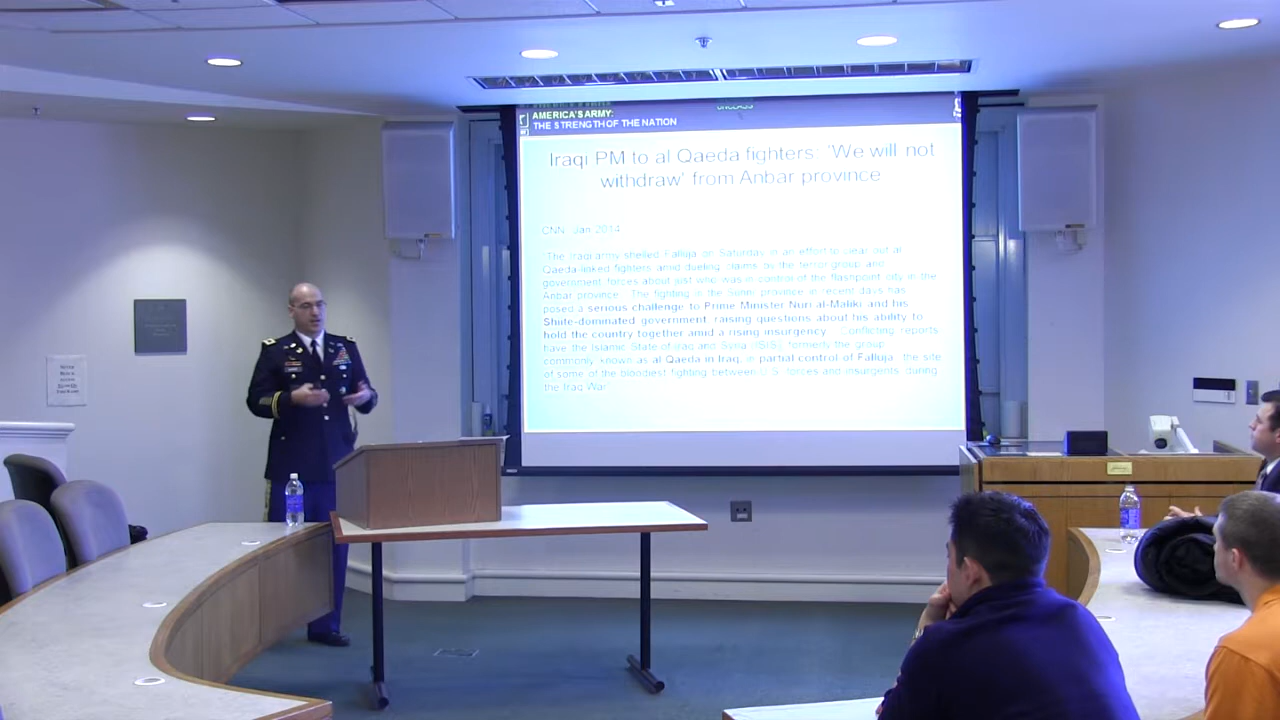 UNCLASS
AMERICA'S ARMY:
THE STRENGTH OF THE NATION
Iraqi PM to al Qaeda fighters: 'We will not
withdraw' from Anbar province
CNN, Jan 2014
"The Iraqi army shelled Falluja on Saturday in an effort to clear out al
Qaeda-linked fighters amid dueling claims by the terror group and
government forces about just who was in control of the flashpoint city in the
Anbar province. The fighting in the Sunni province in recent days has
posed a serious challenge to Prime Minister Nuri al-Maliki and his
Shiite-dominated government, raising questions about his ability to
hold the country together amid a rising insurgency. Conflicting reports
have the Islamic State of Iraq and Syria (ISIS), formerly the group
commonly known as al Qaeda in Iraq, in partial control of Falluja, the site
of some of the bloodiest fighting between U.S. forces and insurgents during
the Iraq War